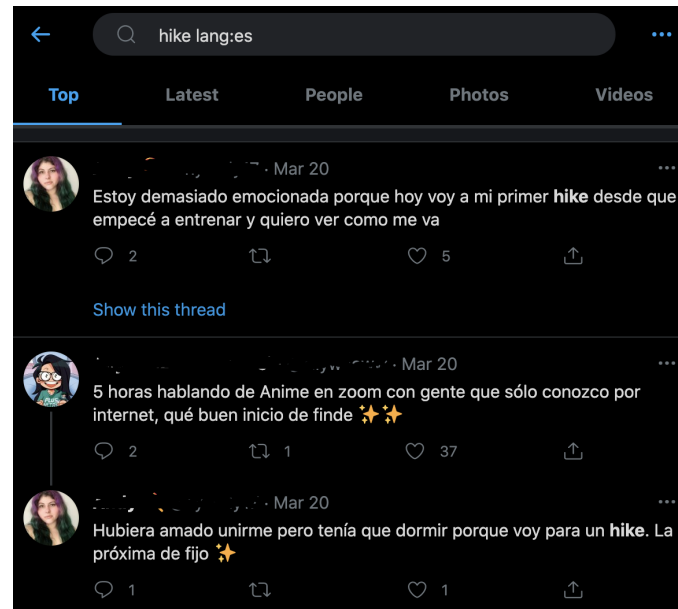 hike lang:es
Top Latest People Photos Videos
· Mar 20
Estoy demasiado emocionada porque hoy voy a mi primer hike desde que
empecé a entrenar y quiero ver como me va
2 5
Show this thread
· Mar 20
5 horas hablando de Anime en zoom con gente que sólo conozco por
internet, qué buen inicio de finde ✨✨
2 1 37
· Mar 20
Hubiera amado unirme pero tenía que dormir porque voy para un hike. La
próxima de fijo ✨
1 1